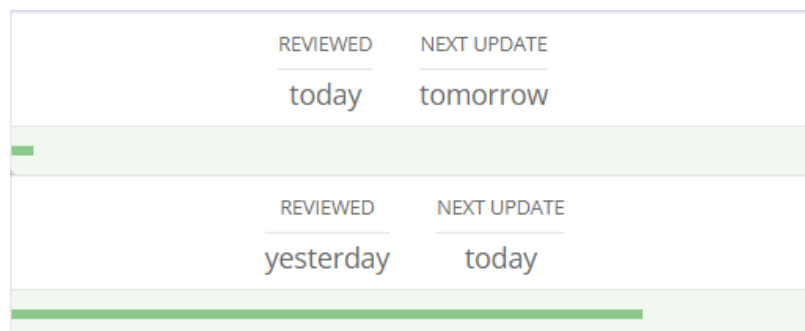 REVIEWED NEXT UPDATE
today tomorrow
REVIEWED NEXT UPDATE
yesterday today